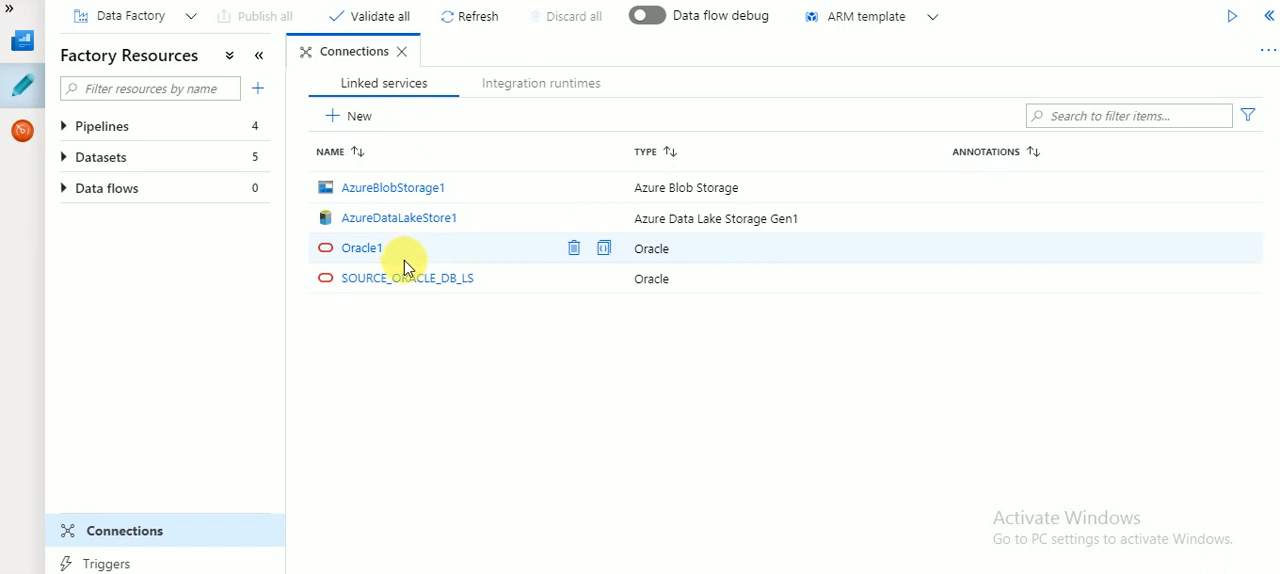 » Data Factory Publish all Validate all Refresh Discard all Data flow debug ARM template «
Factory Resources «
Connections
Filter resources by name
Linked services Integration runtimes
New
Search to filter items...
Pipelines 4
Datasets 5
Data flows 0
NAME TYPE ANNOTATIONS
AzureBlobStorage1 Azure Blob Storage
AzureDataLakeStore1 Azure Data Lake Storage Gen1
Oracle1 Oracle
SOURCE_ORACLE_DB_LS Oracle
Activate Windows
Go to PC settings to activate Windows.
Connections
Triggers